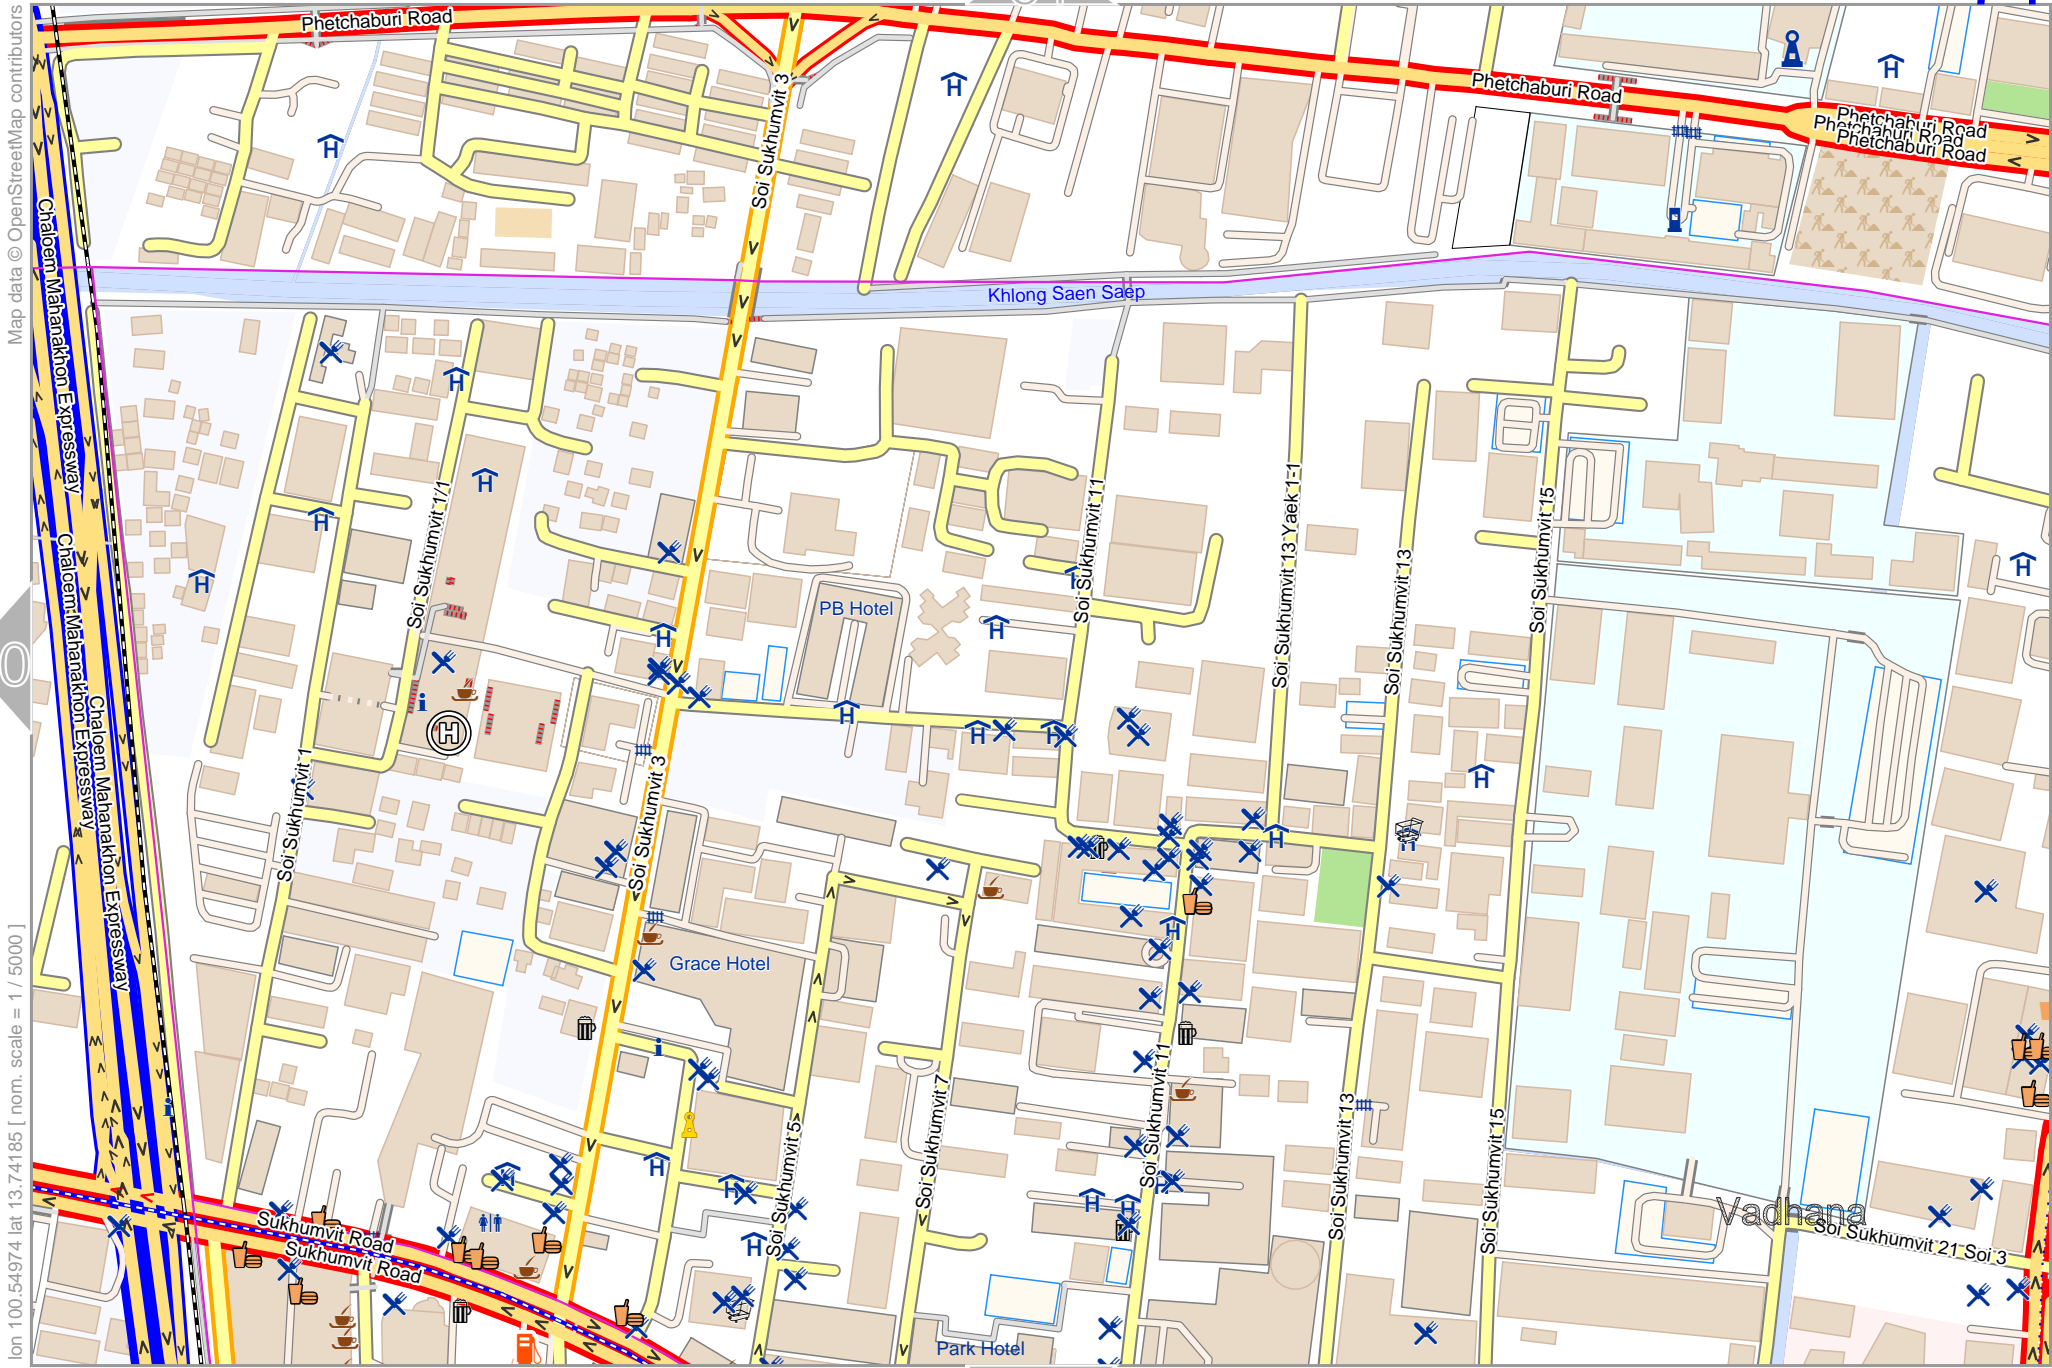 Phetchaburi Road
Phetchaburi Road
Phetchaburi Road
Phetchaburi Road
Phetchaburi Road
Map data © OpenStreetMap contributors
Soi Sukhumvit 3
Chaloem Mahanakhon Expressway
Khlong Saen Saep
Soi Sukhumvit 1/1
Soi Sukhumvit 11
Soi Sukhumvit 13 Yaek 1-1
Soi Sukhumvit 13
Soi Sukhumvit 15
Chaloem Mahanakhon Expressway
PB Hotel
0
Chaloem Mahanakhon Expressway
Soi Sukhumvit 1
Soi Sukhumvit 3
Grace Hotel
Soi Sukhumvit 7
Soi Sukhumvit 11
Soi Sukhumvit 5
Soi Sukhumvit 13
Soi Sukhumvit 15
Vadhana
Soi Sukhumvit 21 Soi 3
Sukhumvit Road
Sukhumvit Road
Park Hotel
lon 100.54974 lat 13.74185 [ nom. scale = 1 / 5000 ]